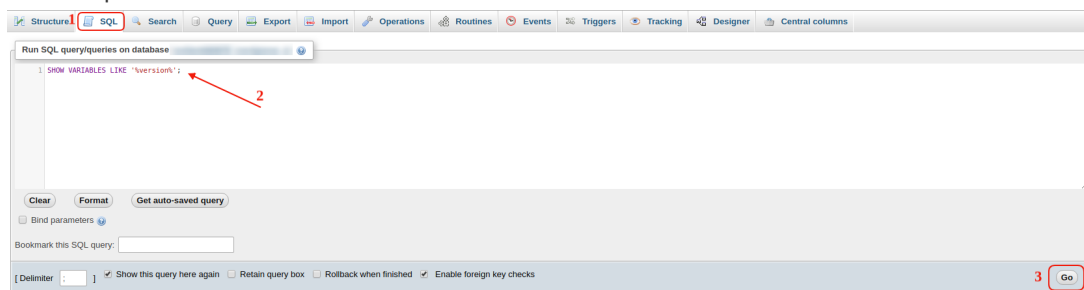 Structure 1 SQL Search Query Export Import Operations Routines Events Triggers Tracking Designer Central columns
Run SQL query/queries on database
1 SHOW VARIABLES LIKE '%version%';
2
Clear Format Get auto-saved query
Bind parameters
Bookmark this SQL query:
[ Delimiter ; ] Show this query here again Retain query box Rollback when finished Enable foreign key checks 3 Go